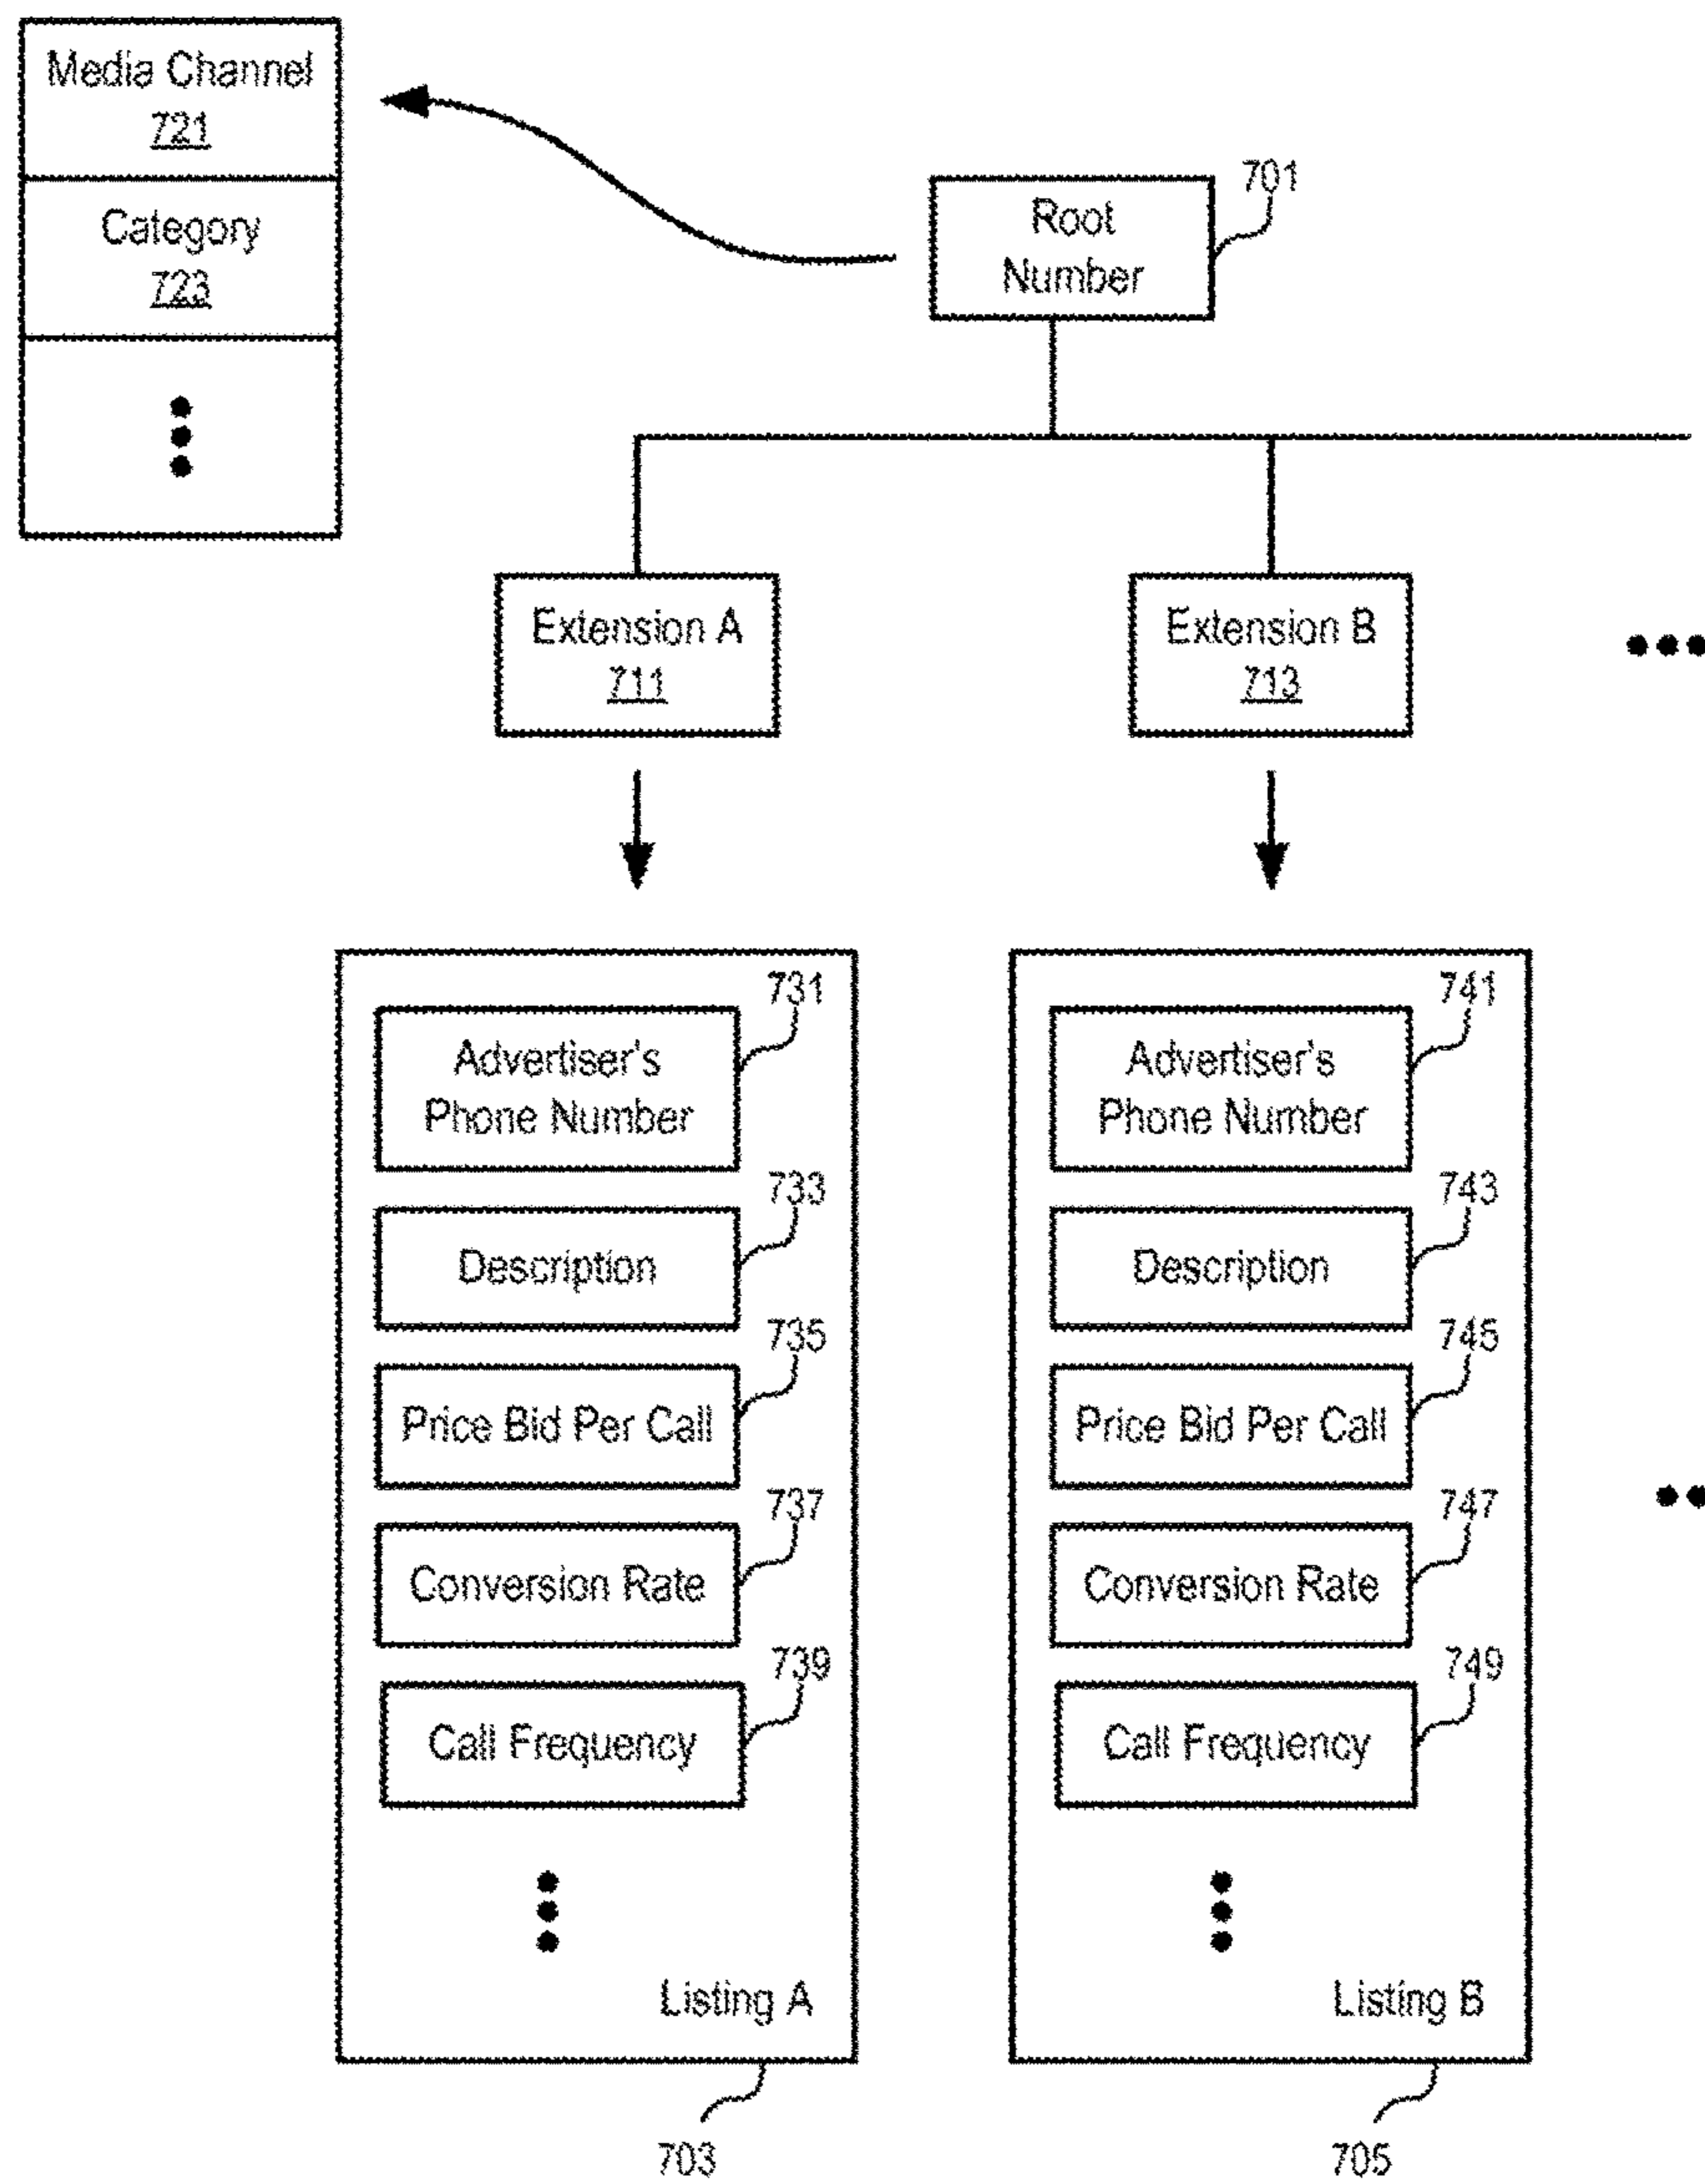 Media Channel
721
Category
723
701
Root
Number
Extension A
711
Extension B
713
731
Advertiser's
Phone Number
733
Description
735
Price Bid Per Call
737
Conversion Rate
739
Call Frequency
Listing A
703
741
Advertiser's
Phone Number
743
Description
745
Price Bid Per Call
747
Conversion Rate
749
Call Frequency
Listing B
705